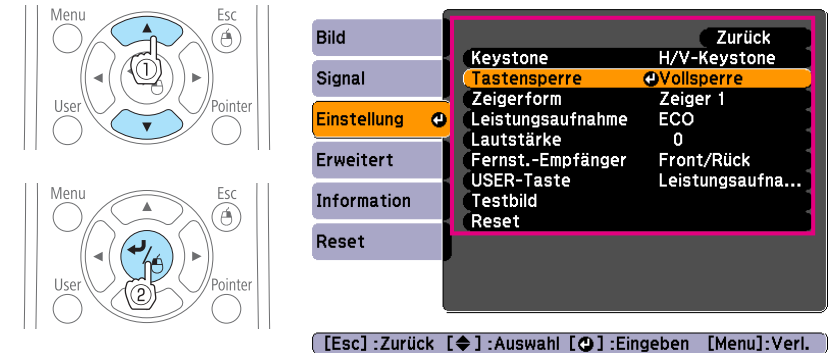 Menu
Esc
1
User
Pointer
Menu
Esc
User
Pointer
2
Bild
Signal
Einstellung
Erweitert
Information
Reset
Zurück
Keystone H/V-Keystone
Tastensperre Vollsperre
Zeigerform Zeiger 1
Leistungsaufnahme ECO
Lautstärke 0
Fernst.-Empfänger Front/Rück
USER-Taste Leistungsaufna...
Testbild
Reset
[Esc] :Zurück [◆] :Auswahl [⏎] :Eingeben [Menu]:Verl.